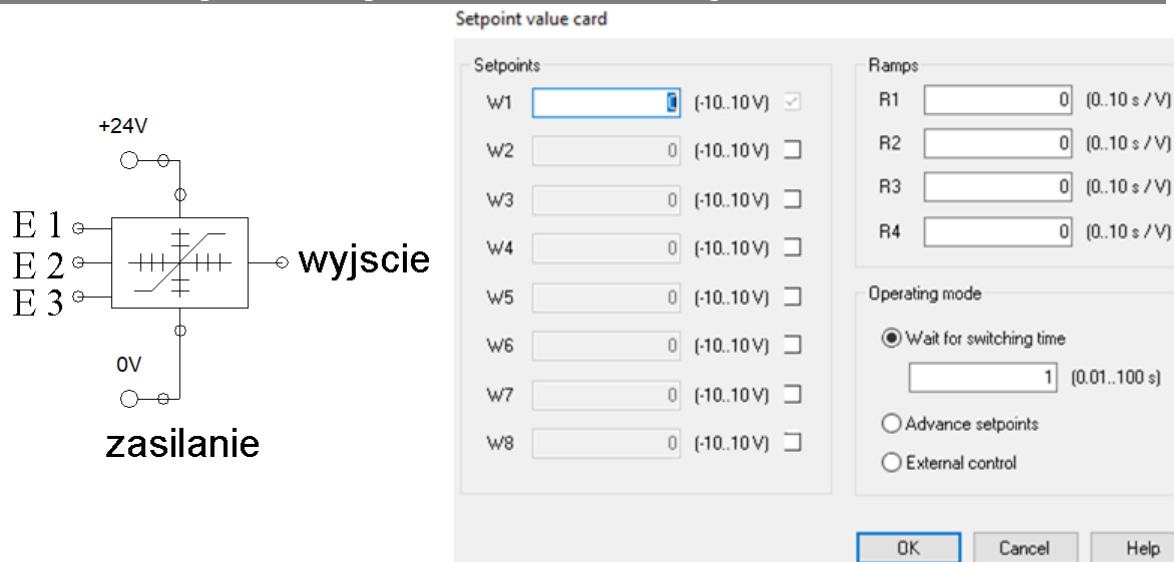 Setpoint value card
+24V
E 1
E 2
E 3
wyjscie
0V
zasilanie
Setpoints
W1 0 (-10..10 V)
W2 0 (-10..10 V)
W3 0 (-10..10 V)
W4 0 (-10..10 V)
W5 0 (-10..10 V)
W6 0 (-10..10 V)
W7 0 (-10..10 V)
W8 0 (-10..10 V)
Ramps
R1 0 (0..10 s / V)
R2 0 (0..10 s / V)
R3 0 (0..10 s / V)
R4 0 (0..10 s / V)
Operating mode
Wait for switching time
1 (0.01..100 s)
Advance setpoints
External control
OK Cancel Help